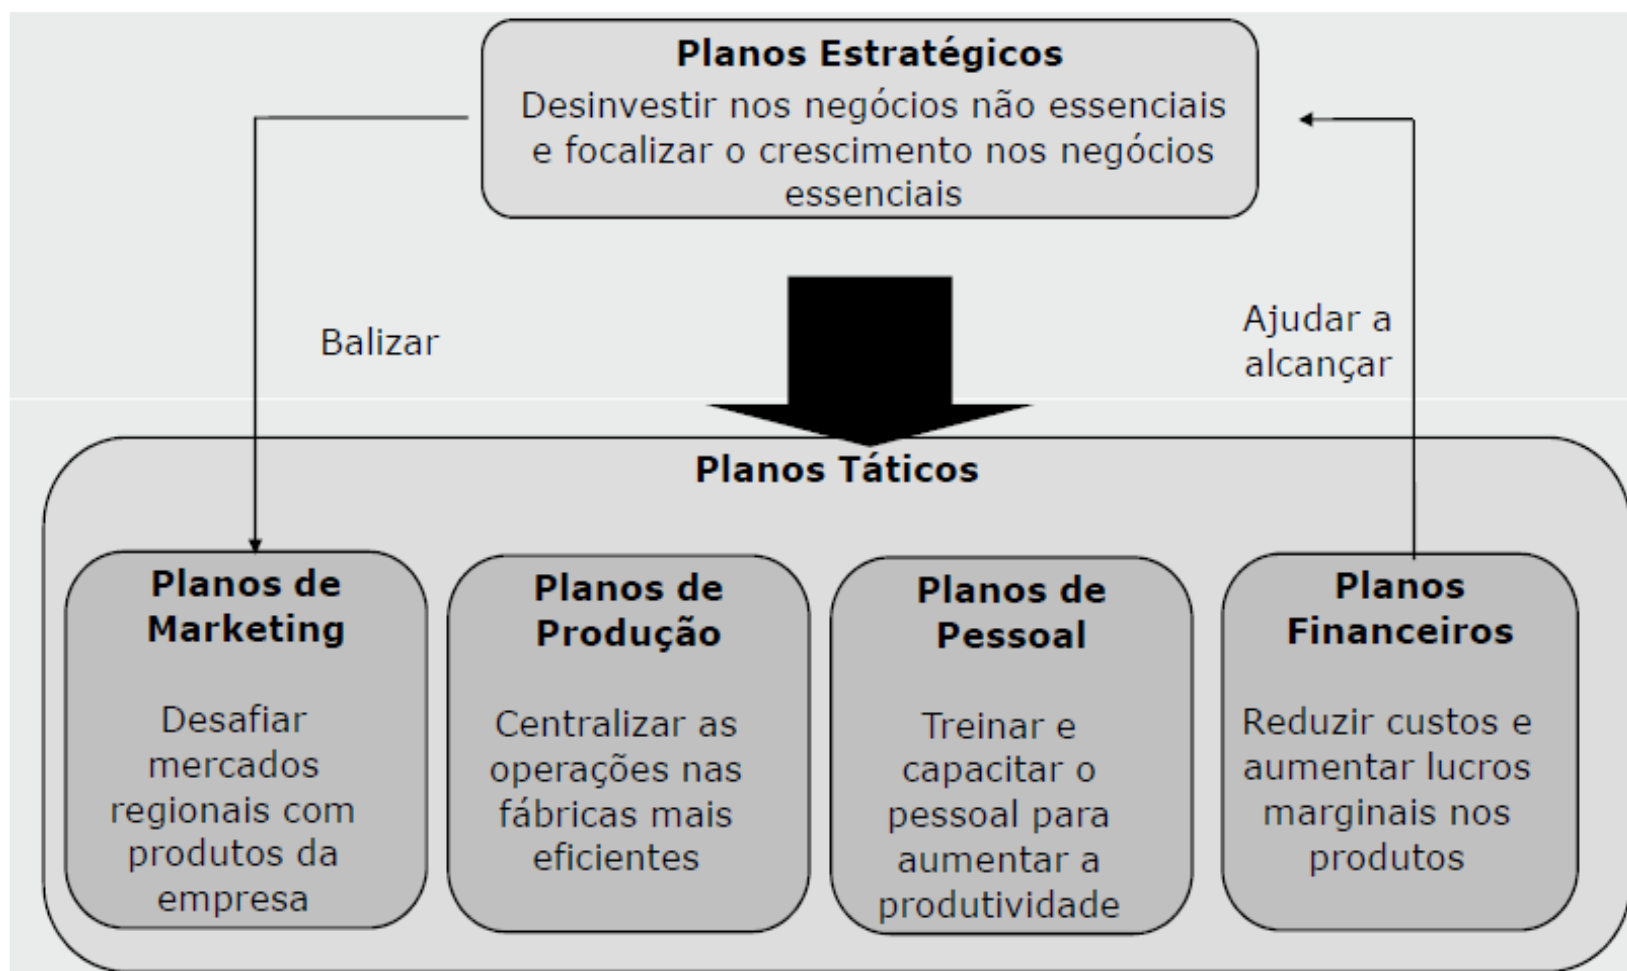 Planos Estratégicos
Desinvestir nos negócios não essenciais
e focalizar o crescimento nos negócios
essenciais
Balizar
Ajudar a
alcançar
Planos Táticos
Planos de
Marketing
Desafiar
mercados
regionais com
produtos da
empresa
Planos de
Produção
Centralizar as
operações nas
fábricas mais
eficientes
Planos de
Pessoal
Treinar e
capacitar o
pessoal para
aumentar a
produtividade
Planos
Financeiros
Reduzir custos e
aumentar lucros
marginais nos
produtos